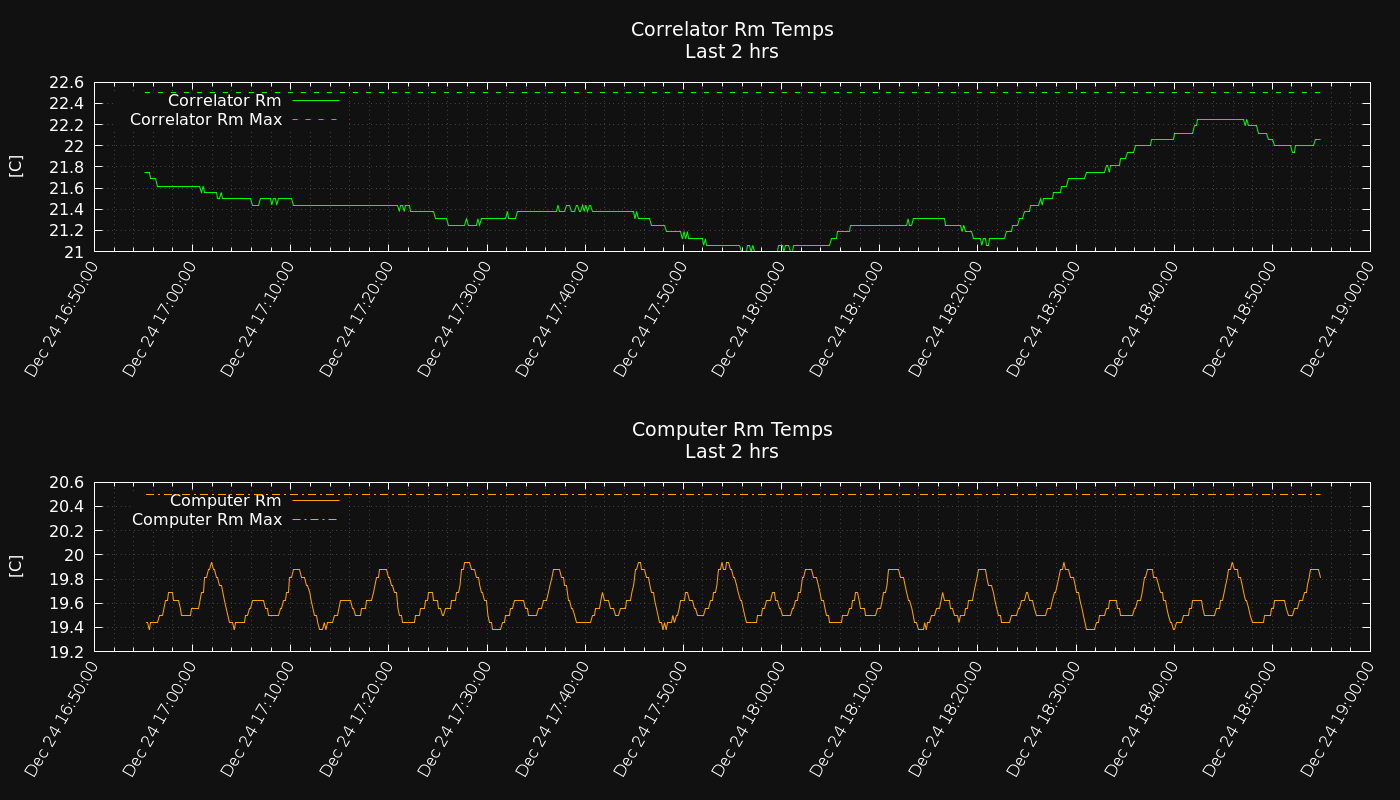 Correlator Rm Temps
Last 2 hrs
22.6
22.4
22.2
22
21.8
21.6
21.4
21.2
21
[C]
Correlator Rm
Correlator Rm Max
Dec 24 16:50:00
Dec 24 17:00:00
Dec 24 17:10:00
Dec 24 17:20:00
Dec 24 17:30:00
Dec 24 17:40:00
Dec 24 17:50:00
Dec 24 18:00:00
Dec 24 18:10:00
Dec 24 18:20:00
Dec 24 18:30:00
Dec 24 18:40:00
Dec 24 18:50:00
Dec 24 19:00:00
Computer Rm Temps
Last 2 hrs
20.6
20.4
20.2
20
19.8
19.6
19.4
19.2
[C]
Computer Rm
Computer Rm Max
Dec 24 16:50:00
Dec 24 17:00:00
Dec 24 17:10:00
Dec 24 17:20:00
Dec 24 17:30:00
Dec 24 17:40:00
Dec 24 17:50:00
Dec 24 18:00:00
Dec 24 18:10:00
Dec 24 18:20:00
Dec 24 18:30:00
Dec 24 18:40:00
Dec 24 18:50:00
Dec 24 19:00:00